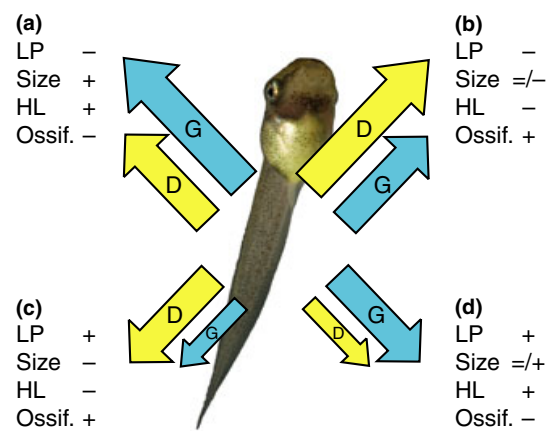 (a)
LP –
Size +
HL +
Ossif. –
G
D
(b)
LP –
Size =/–
HL –
Ossif. +
D
G
(c)
LP +
Size –
HL –
Ossif. +
D
G
(d)
LP +
Size =/+
HL +
Ossif. –
D
G